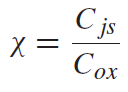 χ = C_js / C_ox